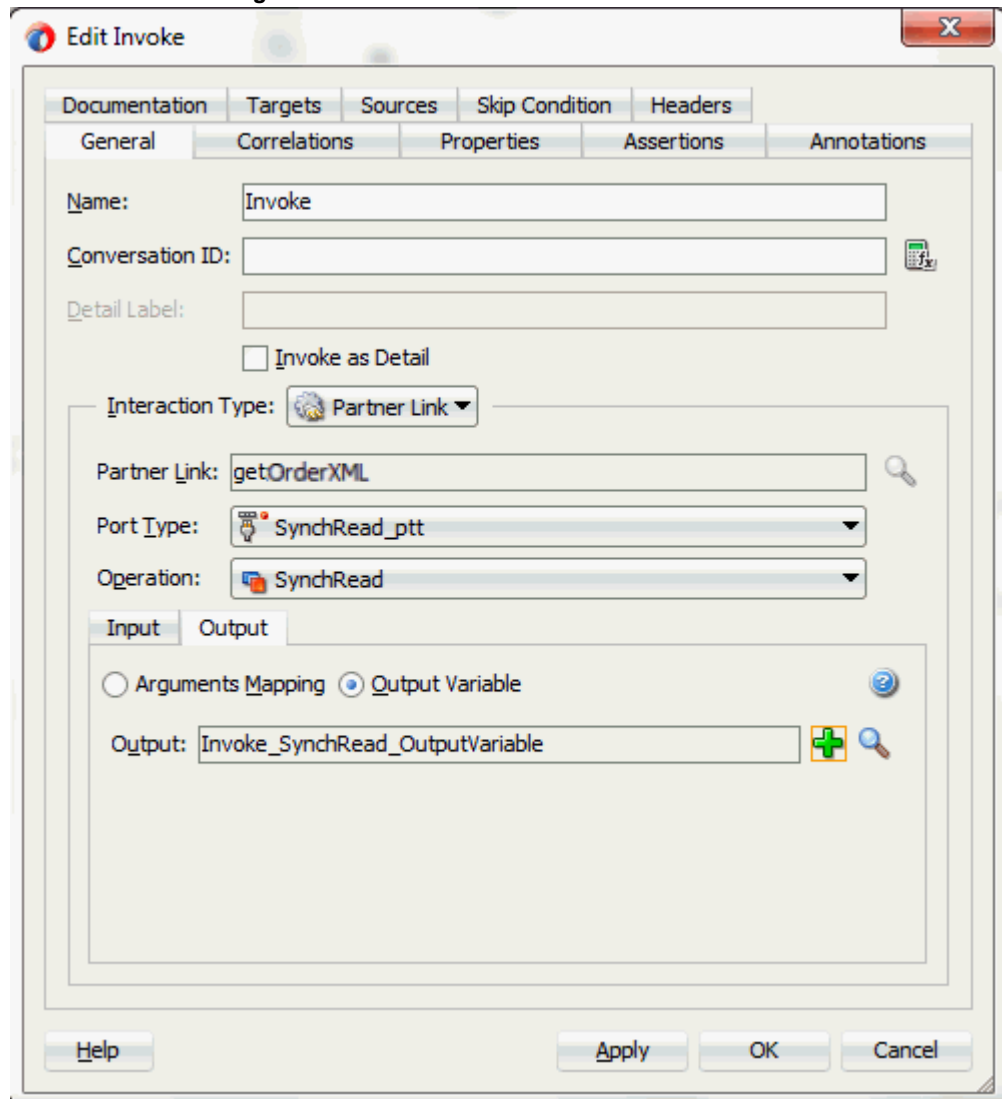 Edit Invoke
Documentation Targets Sources Skip Condition Headers
General Correlations Properties Assertions Annotations
Name: Invoke
Conversation ID:
fx
Detail Label:
Invoke as Detail
Interaction Type: Partner Link
Partner Link: getOrderXML
Port Type: SynchRead_ptt
Operation: SynchRead
Input Output
Arguments Mapping Output Variable
Output: Invoke_SynchRead_OutputVariable
Help Apply OK Cancel